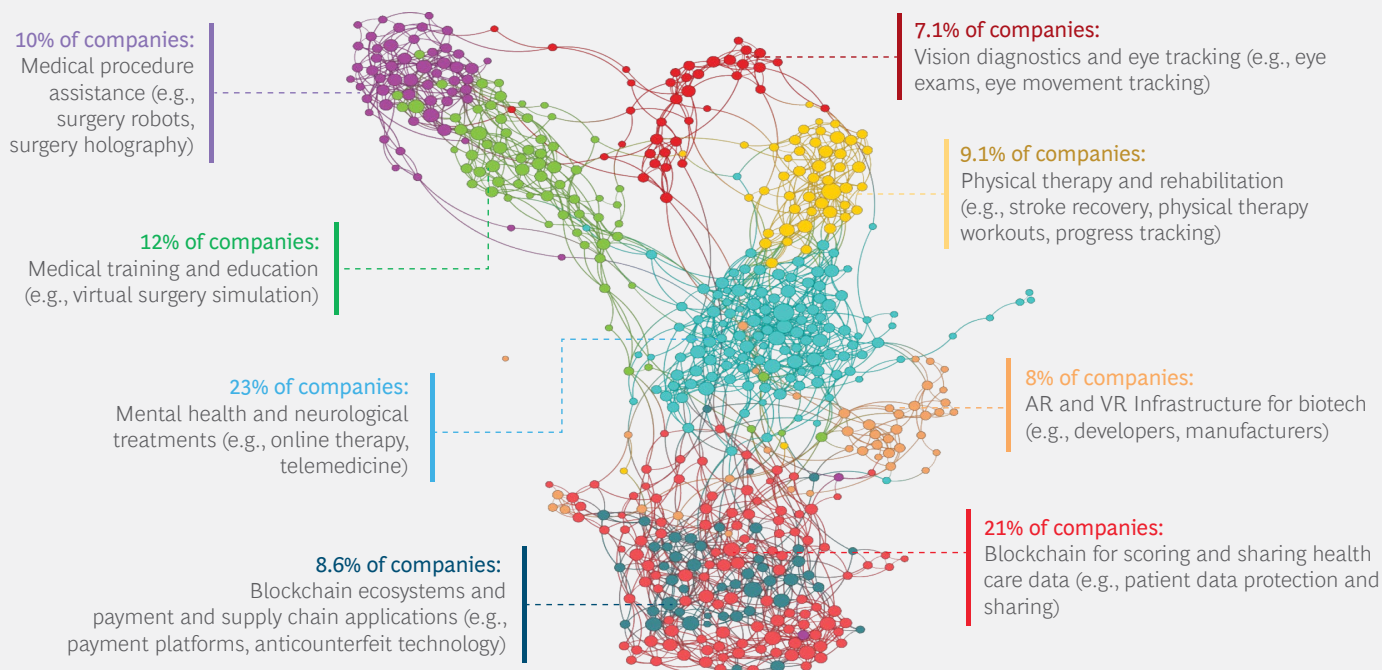 10% of companies:
Medical procedure
assistance (e.g.,
surgery robots,
surgery holography)
7.1% of companies:
Vision diagnostics and eye tracking (e.g., eye
exams, eye movement tracking)
9.1% of companies:
Physical therapy and rehabilitation
(e.g., stroke recovery, physical therapy
workouts, progress tracking)
12% of companies:
Medical training and education
(e.g., virtual surgery simulation)
23% of companies:
Mental health and neurological
treatments (e.g., online therapy,
telemedicine)
8% of companies:
AR and VR Infrastructure for biotech
(e.g., developers, manufacturers)
21% of companies:
Blockchain for scoring and sharing health
care data (e.g., patient data protection and
sharing)
8.6% of companies:
Blockchain ecosystems and
payment and supply chain applications (e.g.,
payment platforms, anticounterfeit technology)